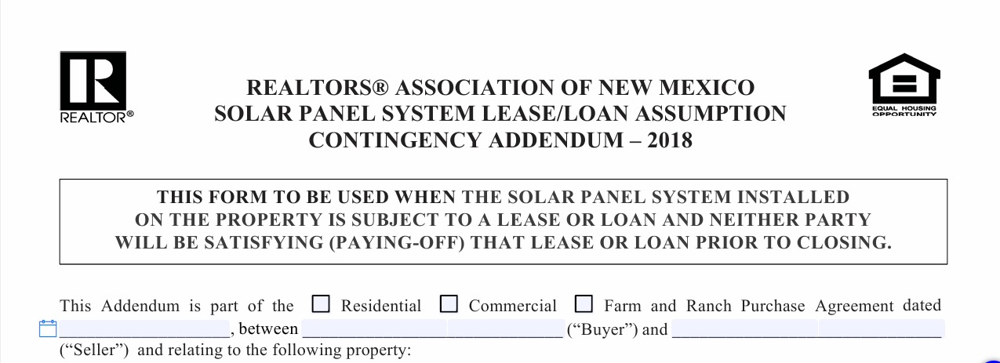 REALTOR®
REALTORS® ASSOCIATION OF NEW MEXICO
SOLAR PANEL SYSTEM LEASE/LOAN ASSUMPTION
CONTINGENCY ADDENDUM – 2018
EQUAL HOUSING
OPPORTUNITY
THIS FORM TO BE USED WHEN THE SOLAR PANEL SYSTEM INSTALLED
ON THE PROPERTY IS SUBJECT TO A LEASE OR LOAN AND NEITHER PARTY
WILL BE SATISFYING (PAYING-OFF) THAT LEASE OR LOAN PRIOR TO CLOSING.
This Addendum is part of the Residential Commercial Farm and Ranch Purchase Agreement dated
, between (“Buyer”) and
(“Seller”) and relating to the following property: